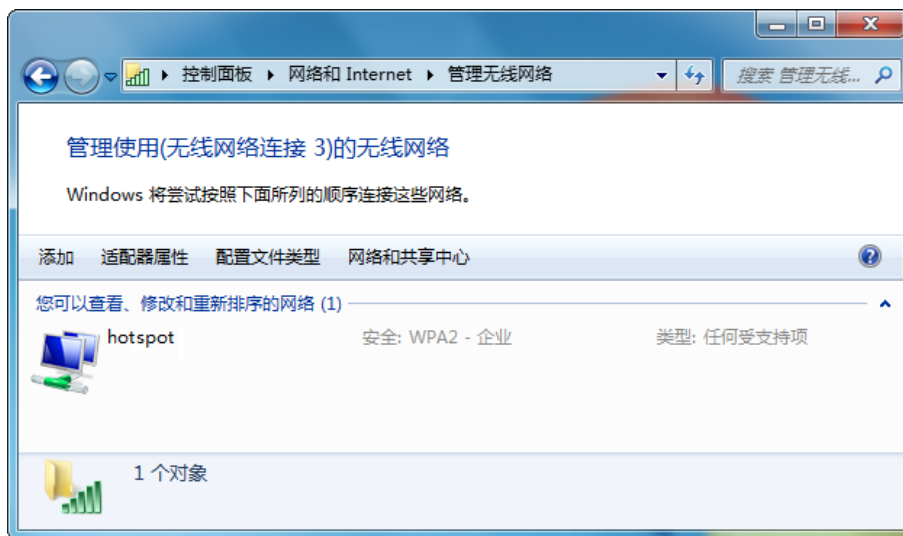 控制面板 网络和 Internet 管理无线网络 搜索 管理无线...
管理使用(无线网络连接 3)的无线网络
Windows 将尝试按照下面所列的顺序连接这些网络。
添加 适配器属性 配置文件类型 网络和共享中心
您可以查看、修改和重新排序的网络 (1)
hotspot 安全: WPA2 - 企业 类型: 任何受支持项
1 个对象